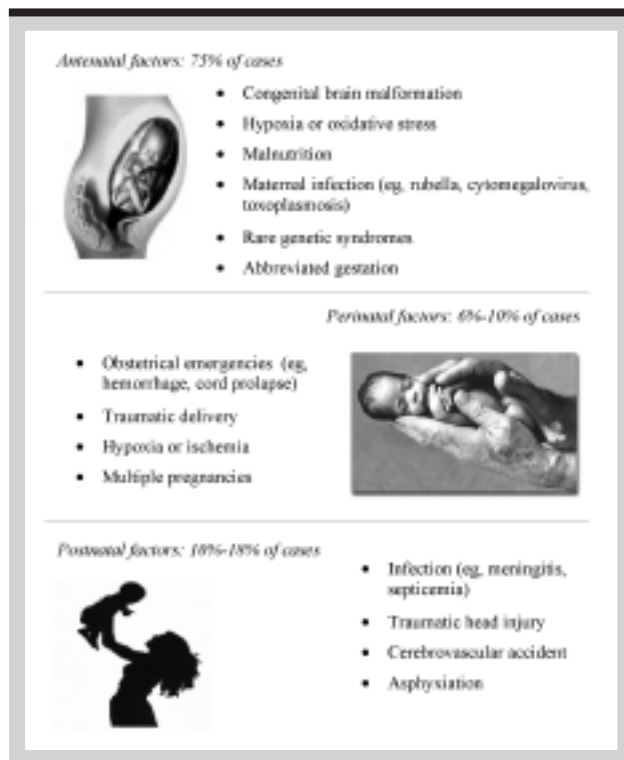 Antenatal factors: 75% of cases
• Congenital brain malformation
• Hypoxia or oxidative stress
• Malnutrition
• Maternal infection (eg, rubella, cytomegalovirus,
toxoplasmosis)
• Rare genetic syndromes
• Abbreviated gestation
Perinatal factors: 6%-10% of cases
• Obstetrical emergencies (eg,
hemorrhage, cord prolapse)
• Traumatic delivery
• Hypoxia or ischemia
• Multiple pregnancies
Postnatal factors: 10%-18% of cases
• Infection (eg, meningitis,
septicemia)
• Traumatic head injury
• Cerebrovascular accident
• Asphyxiation